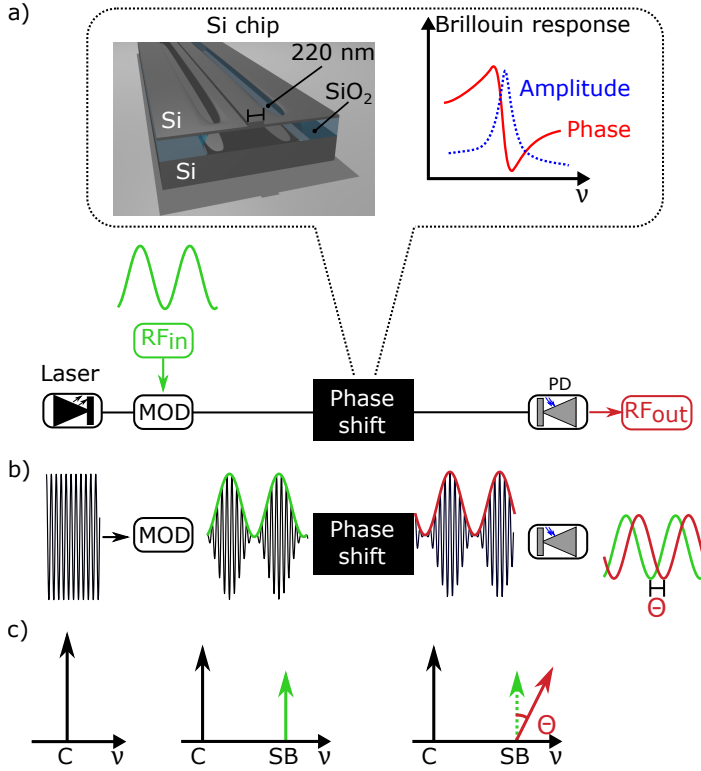 a)
Si chip
220 nm
SiO2
Si
Si
Brillouin response
Amplitude
Phase
ν
RFin
Laser
MOD
Phase
shift
PD
RFout
b)
MOD
Phase
shift
Θ
c)
C
ν
C
SB
ν
C
SB
ν
Θ